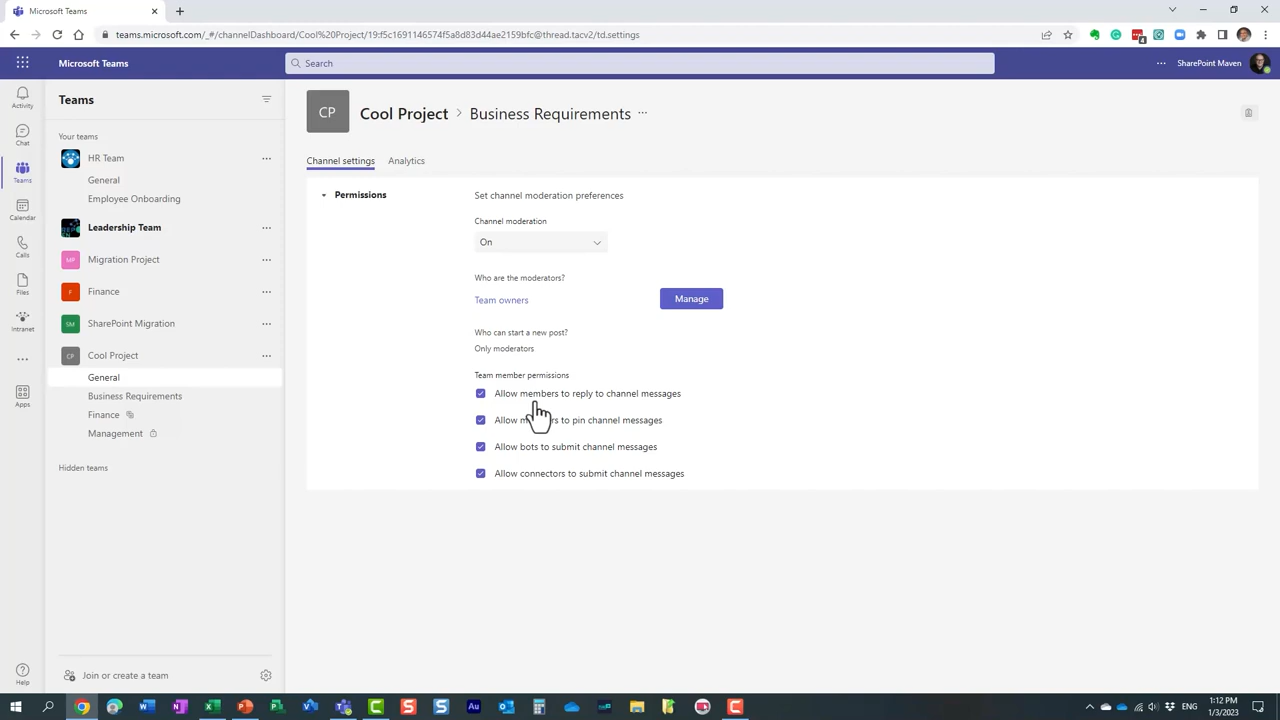 Microsoft Teams
teams.microsoft.com/_#/channelDashboard/Cool%20Project/19:f5c1691146574f5a8d83d44ae2159bfc@thread.tacv2/td.settings
Microsoft Teams
Search
SharePoint Maven
Activity
Chat
Teams
Calendar
Calls
Files
Intranet
Apps
Help
Teams
Your teams
HR Team
General
Employee Onboarding
Leadership Team
MP
Migration Project
F
Finance
SM
SharePoint Migration
CP
Cool Project
General
Business Requirements
Finance
Management
Hidden teams
Join or create a team
CP
Cool Project > Business Requirements ...
Channel settings
Analytics
Permissions
Set channel moderation preferences
Channel moderation
On
Who are the moderators?
Team owners
Manage
Who can start a new post?
Only moderators
Team member permissions
Allow members to reply to channel messages
Allow to pin channel messages
Allow bots to submit channel messages
Allow connectors to submit channel messages
ENG
1:12 PM
1/3/2023